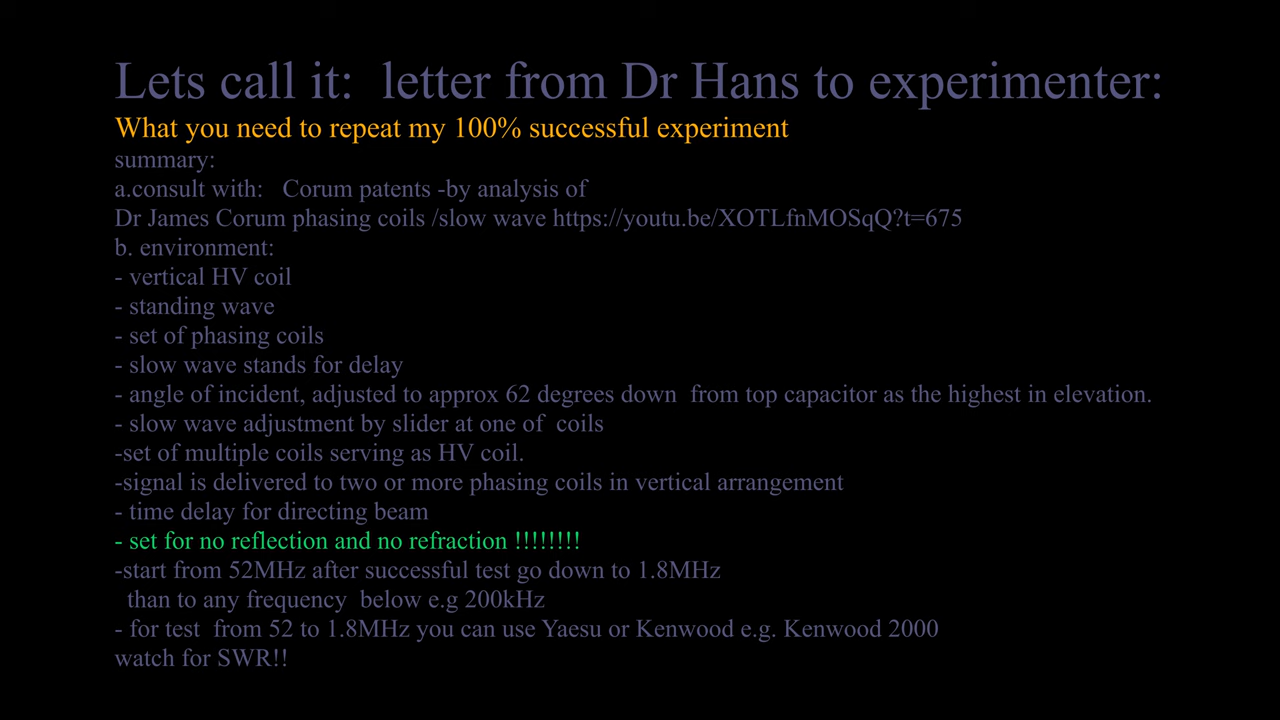 Lets call it:  letter from Dr Hans to experimenter:
What you need to repeat my 100% successful experiment
summary:
a.consult with:   Corum patents -by analysis of
Dr James Corum phasing coils /slow wave https://youtu.be/XOTLfnMOSqQ?t=675
b. environment:
- vertical HV coil
- standing wave
- set of phasing coils
- slow wave stands for delay
- angle of incident, adjusted to approx 62 degrees down  from top capacitor as the highest in elevation.
- slow wave adjustment by slider at one of  coils
-set of multiple coils serving as HV coil.
-signal is delivered to two or more phasing coils in vertical arrangement
- time delay for directing beam
- set for no reflection and no refraction !!!!!!!!
-start from 52MHz after successful test go down to 1.8MHz
than to any frequency  below e.g 200kHz
- for test  from 52 to 1.8MHz you can use Yaesu or Kenwood e.g. Kenwood 2000
watch for SWR!!